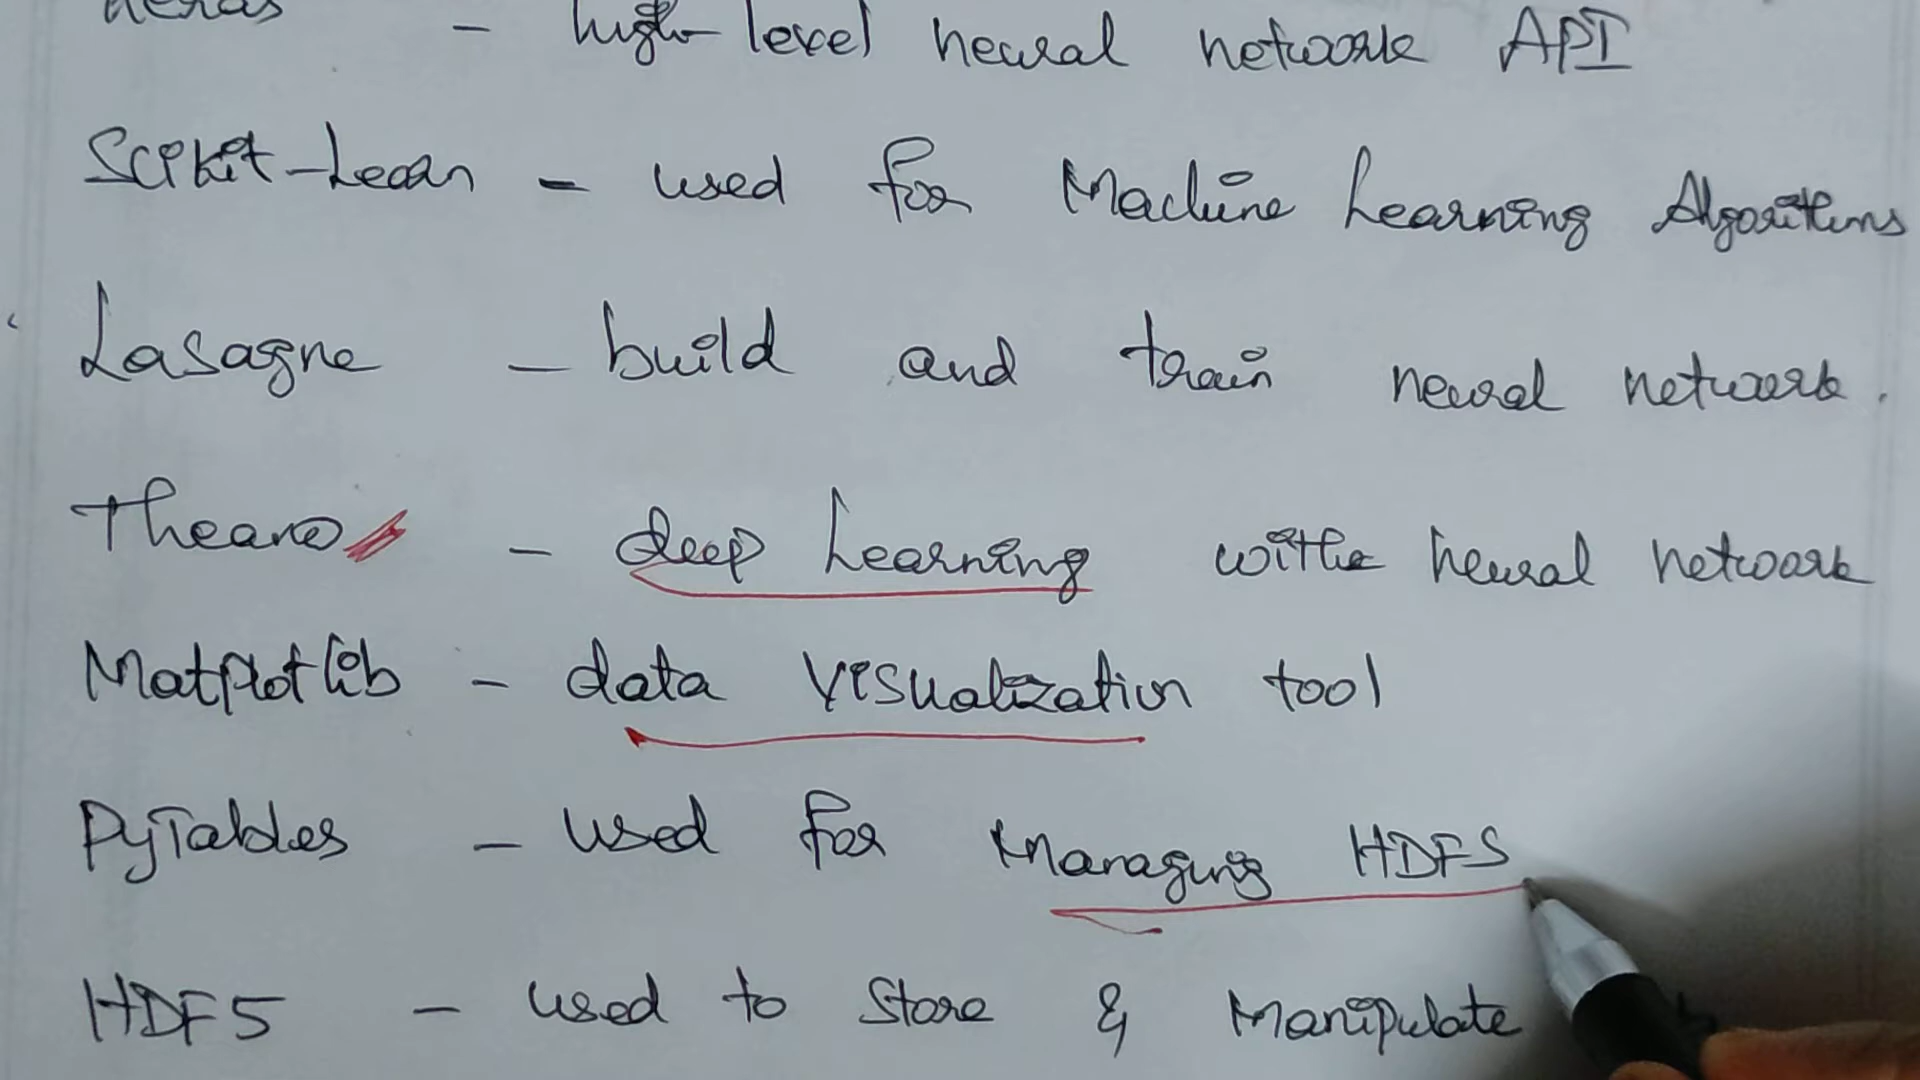 Keras - high-level neural network API
Scikit-Learn - used for Machine Learning Algorithms
Lasagne - build and train neural network.
Theano - deep Learning with neural network
Matplotlib - data Visualization tool
PyTables - used for Managing HDFS
HDF5 - used to Store & Manipulate